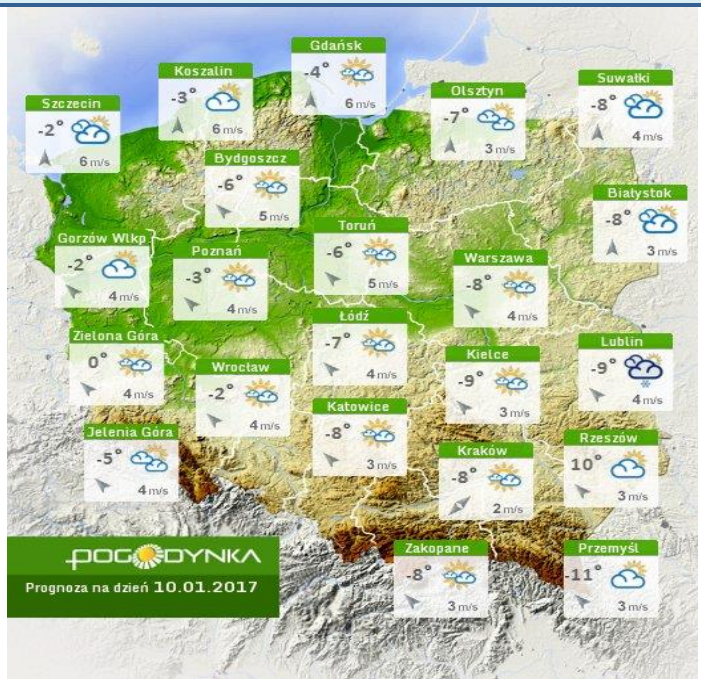 Gdańsk
-4°
6 m/s
Koszalin
-3°
6 m/s
Szczecin
-2°
6 m/s
Olsztyn
-7°
3 m/s
Suwałki
-8°
4 m/s
Bydgoszcz
-6°
5 m/s
Białystok
-8°
3 m/s
Gorzów Wlkp
-2°
4 m/s
Poznań
-3°
4 m/s
Toruń
-6°
5 m/s
Warszawa
-8°
4 m/s
Zielona Góra
0°
4 m/s
Łódź
-7°
4 m/s
Wrocław
-2°
4 m/s
Kielce
-9°
3 m/s
Lublin
-9°
4 m/s
Katowice
-8°
3 m/s
Jelenia Góra
-5°
4 m/s
Kraków
-8°
2 m/s
Rzeszów
10°
3 m/s
Zakopane
-8°
3 m/s
Przemyśl
-11°
3 m/s
POGODYNKA
Prognoza na dzień 10.01.2017